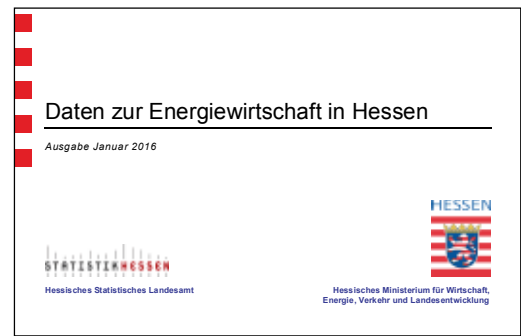 Daten zur Energiewirtschaft in Hessen
Ausgabe Januar 2016
HESSEN
STATISTIKHESSEN
Hessisches Statistisches Landesamt
Hessisches Ministerium für Wirtschaft,
Energie, Verkehr und Landesentwicklung